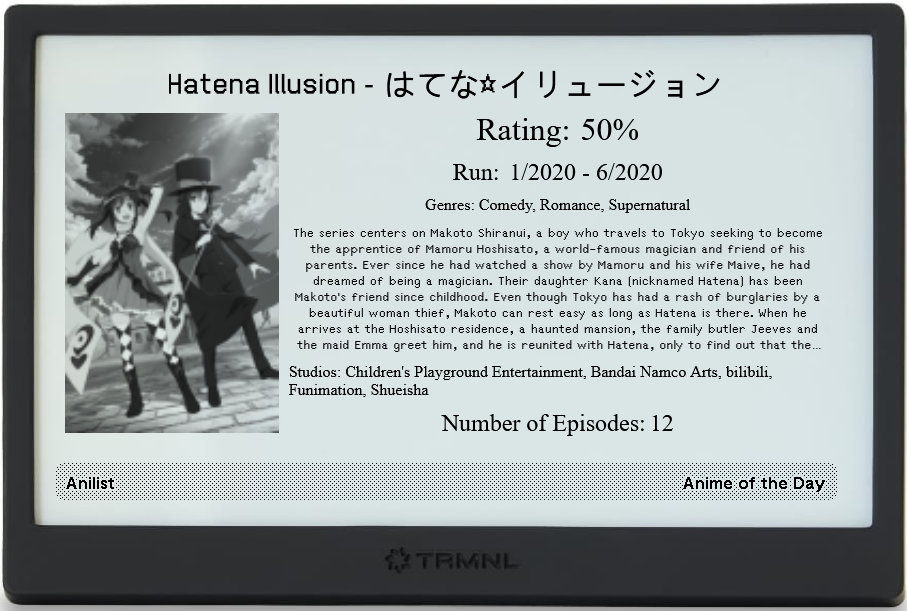 Hatena Illusion - はてな☆イリュージョン
Rating: 50%
Run: 1/2020 - 6/2020
Genres: Comedy, Romance, Supernatural
The series centers on Makoto Shiranui, a boy who travels to Tokyo seeking to become
the apprentice of Mamoru Hoshisato, a world-famous magician and friend of his
parents. Ever since he had watched a show by Mamoru and his wife Maive, he had
dreamed of being a magician. Their daughter Kana (nicknamed Hatena) has been
Makoto's friend since childhood. Even though Tokyo has had a rash of burglaries by a
beautiful woman thief, Makoto can rest easy as long as Hatena is there. When he
arrives at the Hoshisato residence, a haunted mansion, the family butler Jeeves and
the maid Emma greet him, and he is reunited with Hatena, only to find out that the...
Studios: Children's Playground Entertainment, Bandai Namco Arts, bilibili,
Funimation, Shueisha
Number of Episodes: 12
Anilist
Anime of the Day
TRMNL